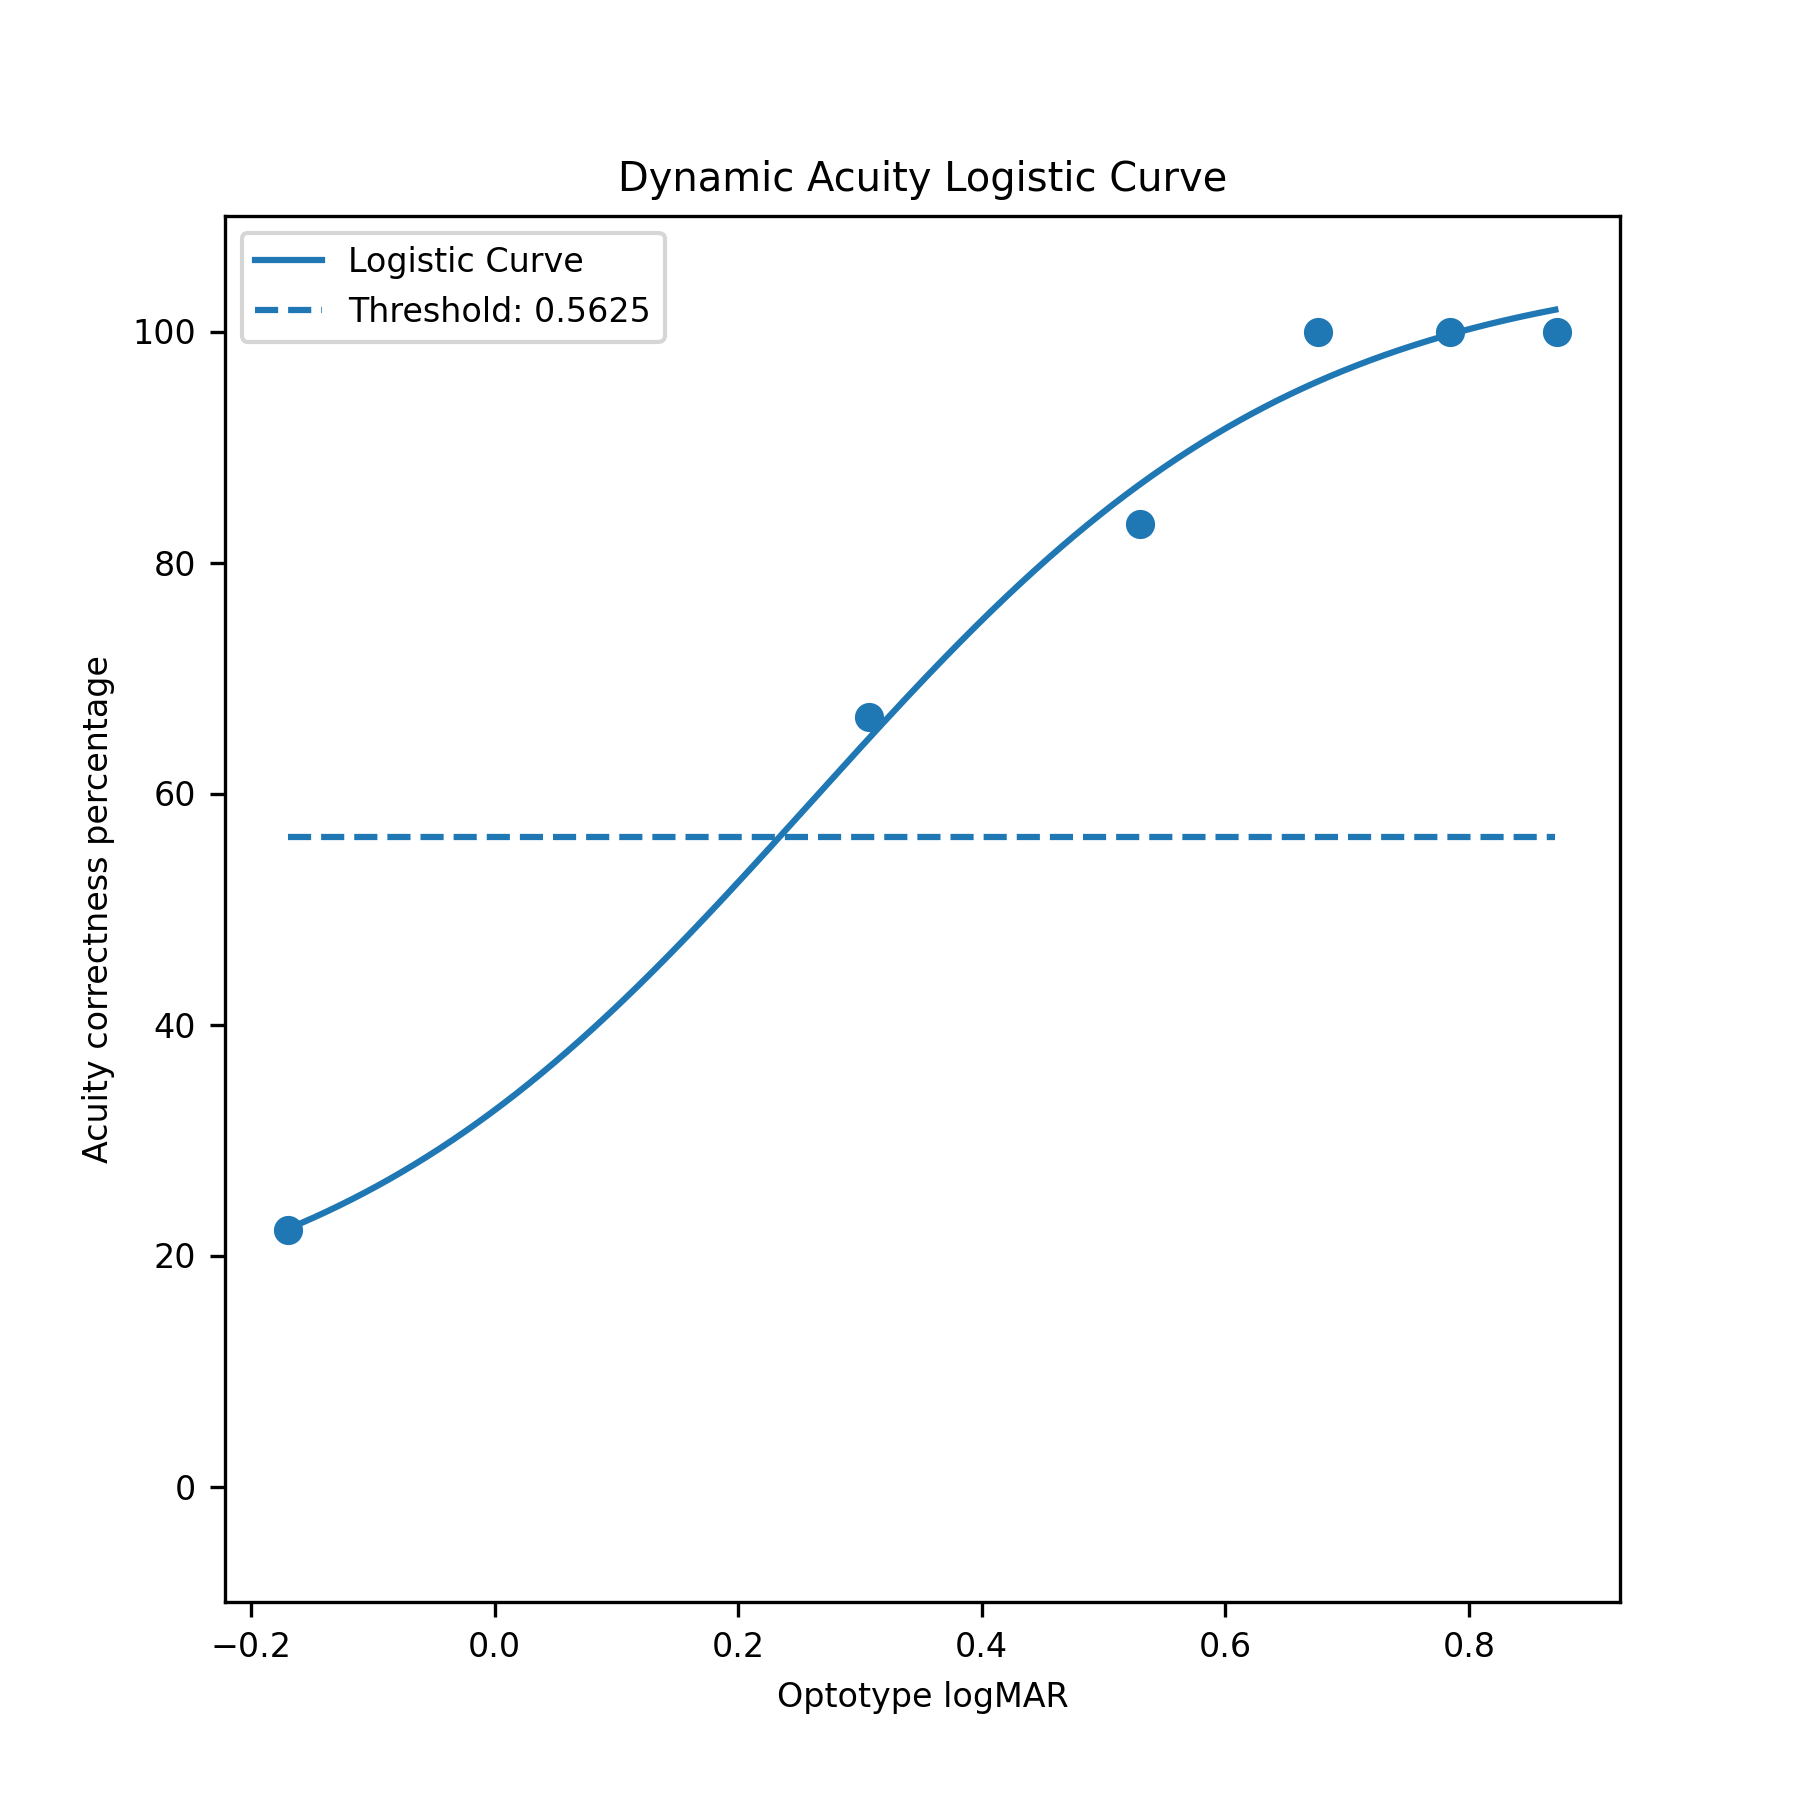 Dynamic Acuity Logistic Curve
Logistic Curve
Threshold: 0.5625
100
80
60
40
20
0
Acuity correctness percentage
−0.2 0.0 0.2 0.4 0.6 0.8
Optotype logMAR